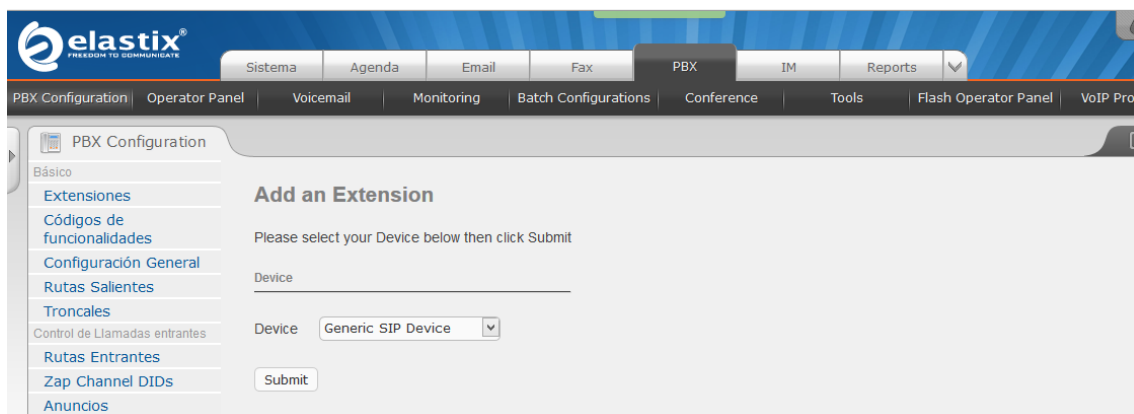 elastix®
FREEDOM TO COMMUNICATE
Sistema Agenda Email Fax PBX IM Reports
PBX Configuration Operator Panel Voicemail Monitoring Batch Configurations Conference Tools Flash Operator Panel VoIP Pro
PBX Configuration
Básico
Extensiones
Códigos de
funcionalidades
Configuración General
Rutas Salientes
Troncales
Control de Llamadas entrantes
Rutas Entrantes
Zap Channel DIDs
Anuncios
Add an Extension
Please select your Device below then click Submit
Device
Device Generic SIP Device
Submit